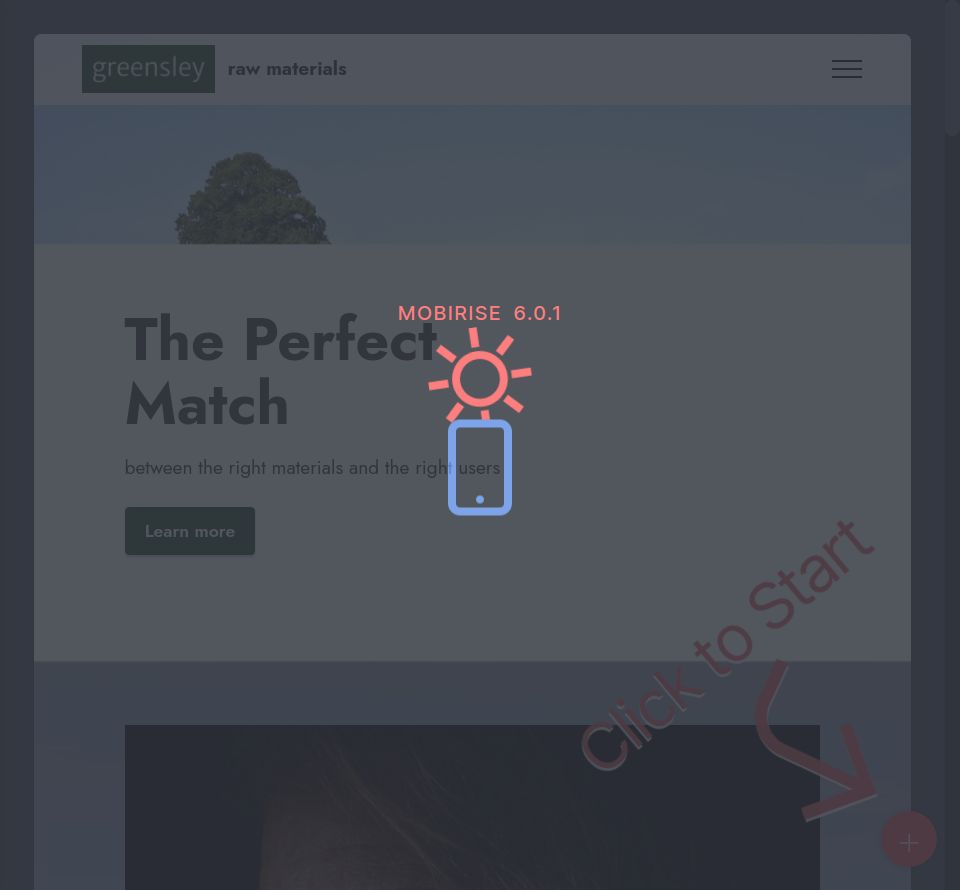 greensley
raw materials
MOBIRISE 6.0.1
The Perfect
Match
between the right materials and the right users
Learn more
Click to Start